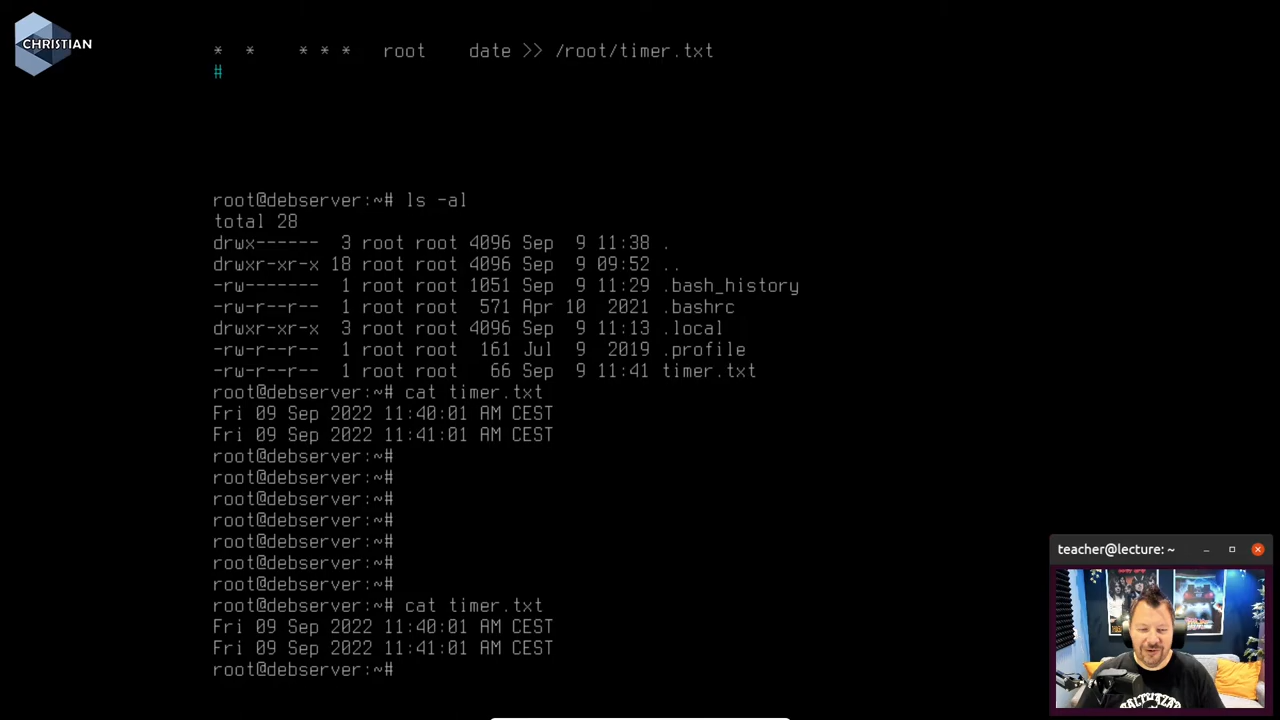 CHRISTIAN
* * * * * root date >> /root/timer.txt
#
root@debserver:~# ls -al
total 28
drwx------ 3 root root 4096 Sep 9 11:38 .
drwxr-xr-x 18 root root 4096 Sep 9 09:52 ..
-rw------- 1 root root 1051 Sep 9 11:29 .bash_history
-rw-r--r-- 1 root root 571 Apr 10 2021 .bashrc
drwxr-xr-x 3 root root 4096 Sep 9 11:13 .local
-rw-r--r-- 1 root root 161 Jul 9 2019 .profile
-rw-r--r-- 1 root root 66 Sep 9 11:41 timer.txt
root@debserver:~# cat timer.txt
Fri 09 Sep 2022 11:40:01 AM CEST
Fri 09 Sep 2022 11:41:01 AM CEST
root@debserver:~#
root@debserver:~#
root@debserver:~#
root@debserver:~#
root@debserver:~#
root@debserver:~#
root@debserver:~#
root@debserver:~# cat timer.txt
Fri 09 Sep 2022 11:40:01 AM CEST
Fri 09 Sep 2022 11:41:01 AM CEST
root@debserver:~#
teacher@lecture: ~